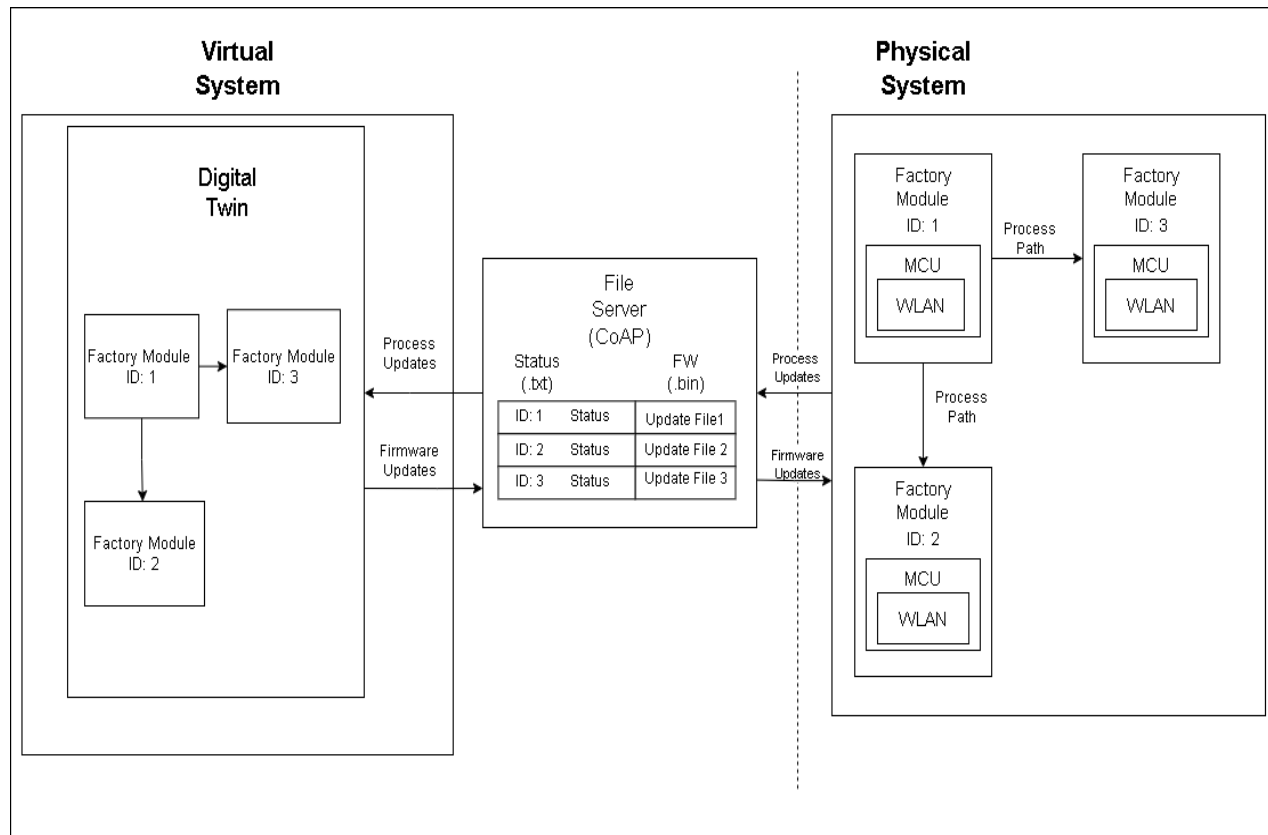 Virtual
System
Physical
System
Digital
Twin
Factory Module
ID: 1
Factory Module
ID: 3
Factory Module
ID: 2
Process
Updates
Firmware
Updates
File
Server
(CoAP)
Status
(.txt)
FW
(.bin)
ID: 1 Status Update File1
ID: 2 Status Update File 2
ID: 3 Status Update File 3
Process
Updates
Firmware
Updates
Factory
Module
ID: 1
MCU
WLAN
Process
Path
Factory
Module
ID: 3
MCU
WLAN
Process
Path
Factory
Module
ID: 2
MCU
WLAN